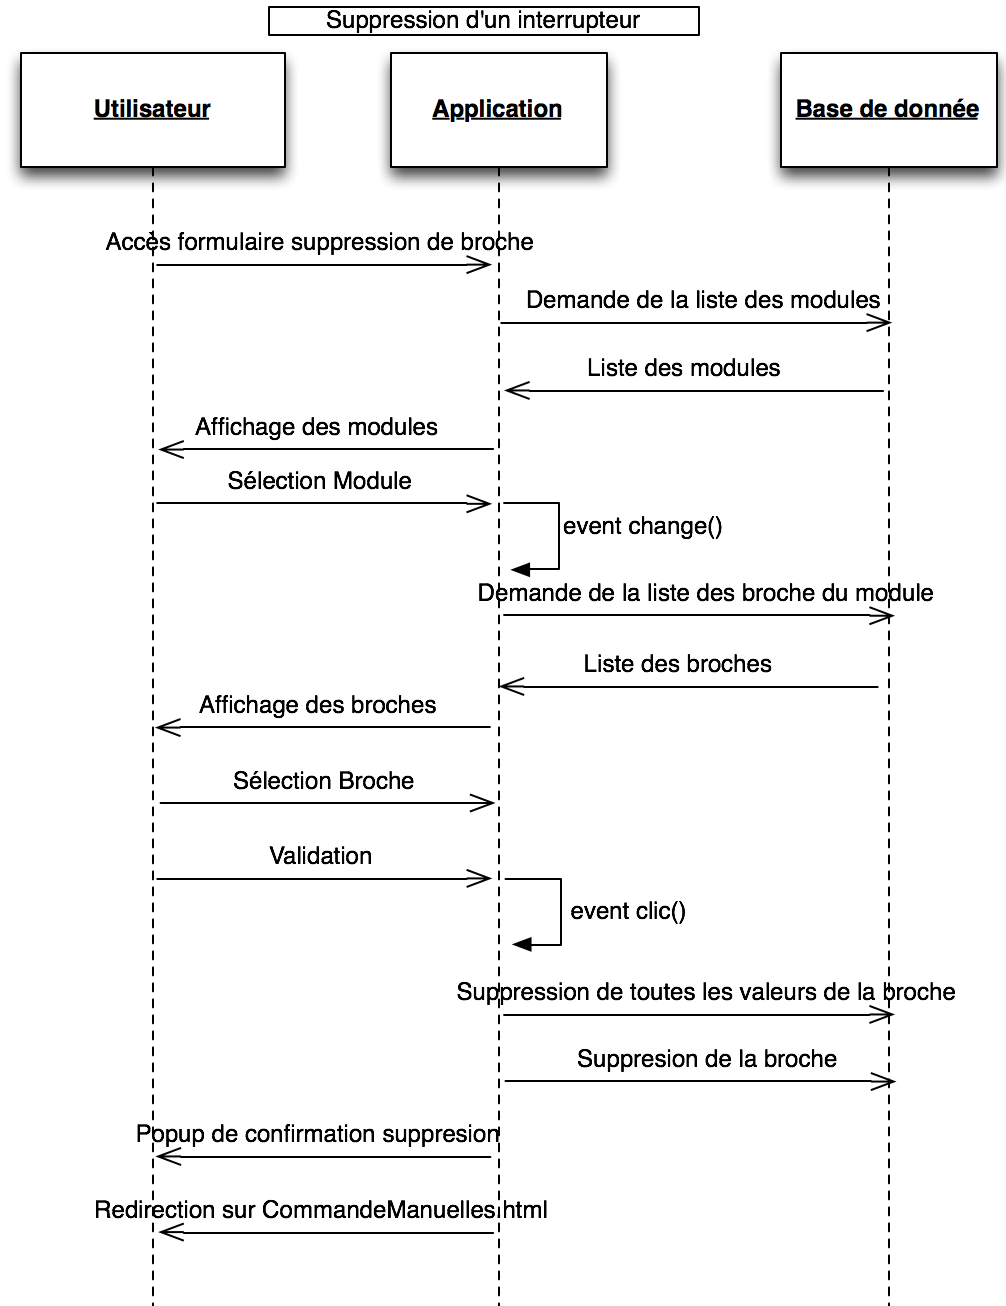 Suppression d'un interrupteur
Utilisateur
Application
Base de donnée
Accès formulaire suppression de broche
Demande de la liste des modules
Liste des modules
Affichage des modules
Sélection Module
event change()
Demande de la liste des broche du module
Liste des broches
Affichage des broches
Sélection Broche
Validation
event clic()
Suppression de toutes les valeurs de la broche
Suppresion de la broche
Popup de confirmation suppresion
Redirection sur CommandeManuelles.html